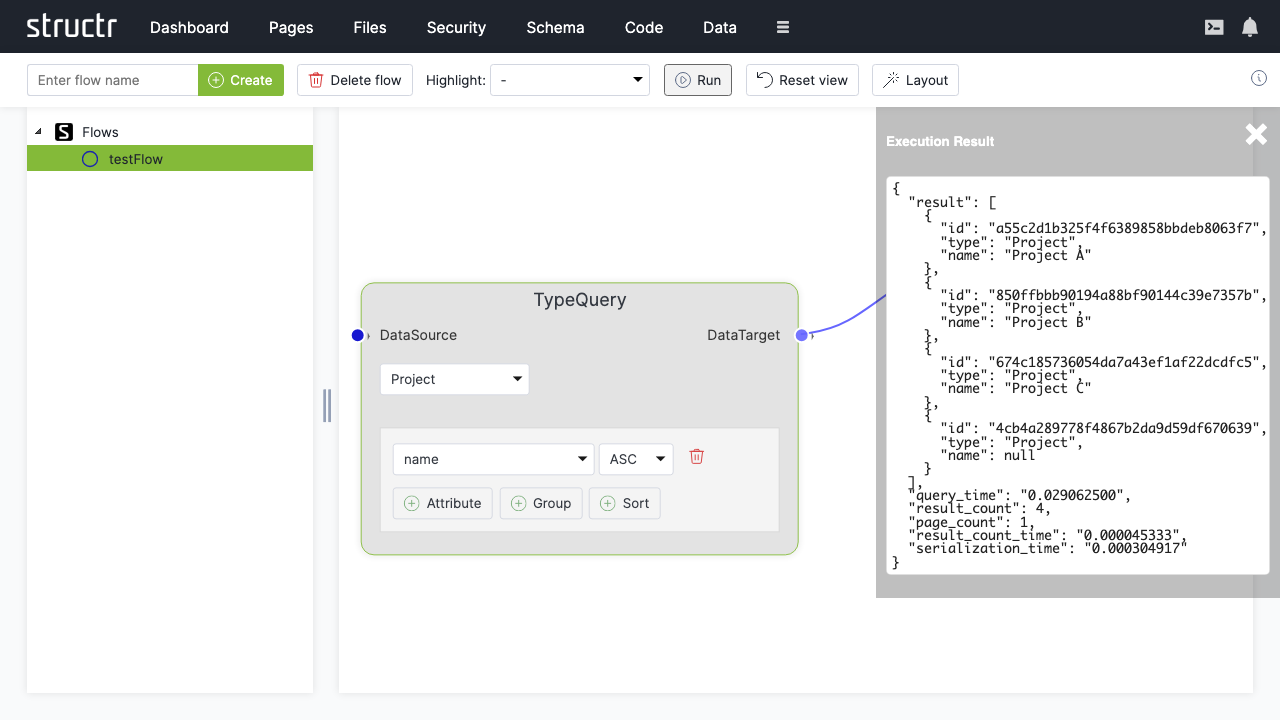 structr Dashboard Pages Files Security Schema Code Data
Enter flow name Create Delete flow Highlight: - Run Reset view Layout
Flows
testFlow
TypeQuery
DataSource DataTarget
Project
name ASC
Attribute Group Sort
Execution Result
{
"result": [
{
"id": "a55c2d1b325f4f6389858bbdeb8063f7",
"type": "Project",
"name": "Project A"
},
{
"id": "850ffbbb90194a88bf90144c39e7357b",
"type": "Project",
"name": "Project B"
},
{
"id": "674c185736054da7a43ef1af22dcdfc5",
"type": "Project",
"name": "Project C"
},
{
"id": "4cb4a289778f4867b2da9d59df670639",
"type": "Project",
"name": null
}
],
"query_time": "0.029062500",
"result_count": 4,
"page_count": 1,
"result_count_time": "0.000045333",
"serialization_time": "0.000304917"
}